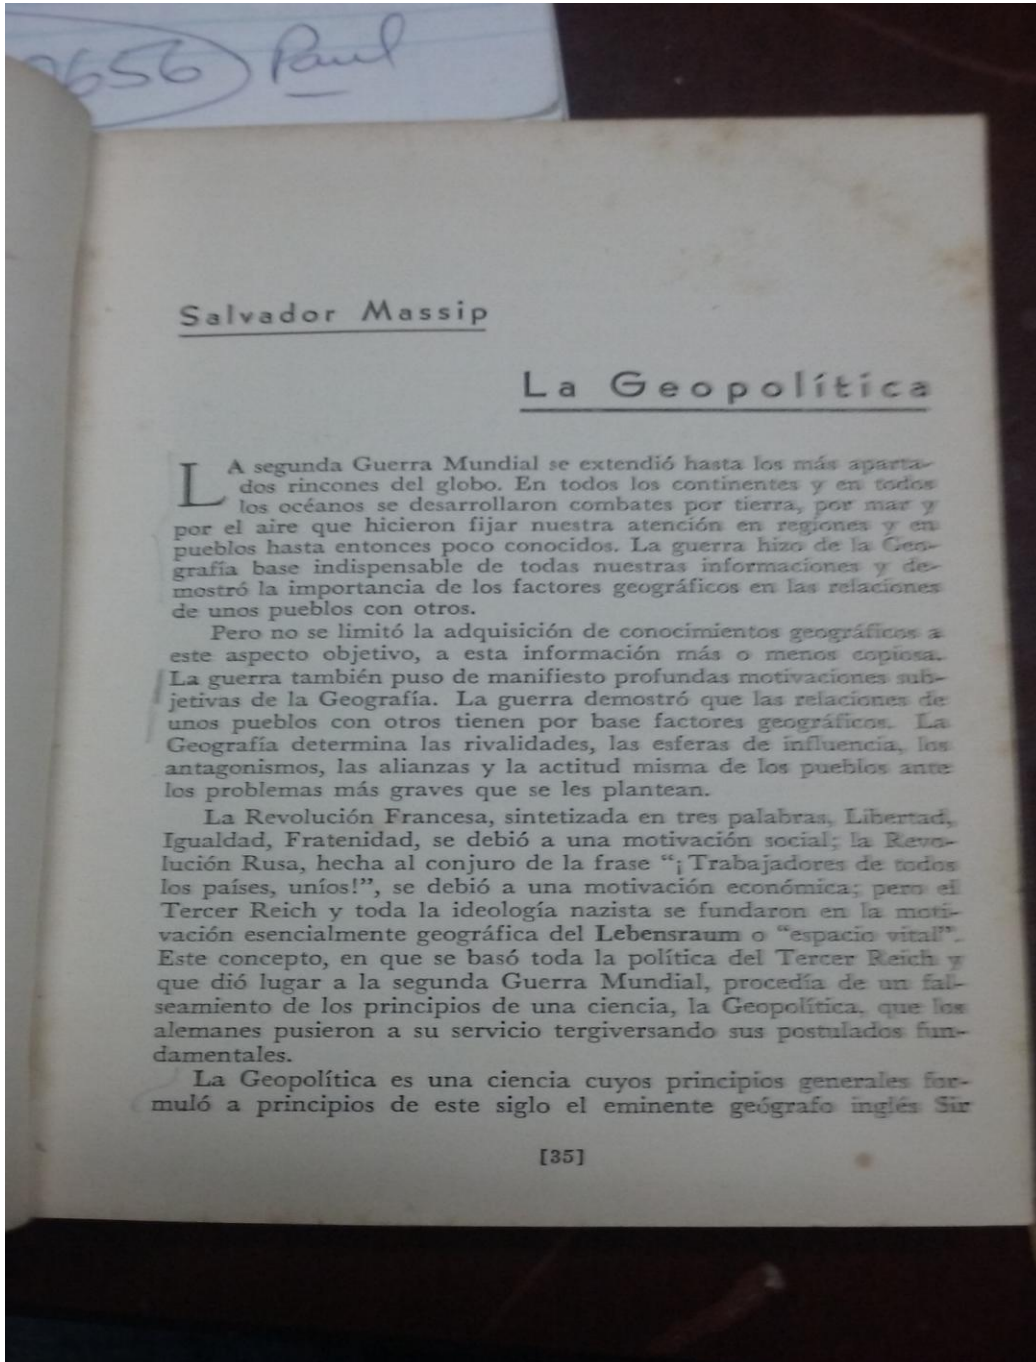 0656 Paul
Salvador Massip
La Geopolítica
LA segunda Guerra Mundial se extendió hasta los más aparta-
dos rincones del globo. En todos los continentes y en todos
los océanos se desarrollaron combates por tierra, por mar y
por el aire que hicieron fijar nuestra atención en regiones y en
pueblos hasta entonces poco conocidos. La guerra hizo de la Geo-
grafía base indispensable de todas nuestras informaciones y de-
mostró la importancia de los factores geográficos en las relaciones
de unos pueblos con otros.
Pero no se limitó la adquisición de conocimientos geográficos a
este aspecto objetivo, a esta información más o menos copiosa.
La guerra también puso de manifiesto profundas motivaciones sub-
jetivas de la Geografía. La guerra demostró que las relaciones de
unos pueblos con otros tienen por base factores geográficos. La
Geografía determina las rivalidades, las esferas de influencia, los
antagonismos, las alianzas y la actitud misma de los pueblos ante
los problemas más graves que se les plantean.
La Revolución Francesa, sintetizada en tres palabras, Libertad,
Igualdad, Fratenidad, se debió a una motivación social; la Revo-
lución Rusa, hecha al conjuro de la frase “¡Trabajadores de todos
los países, uníos!”, se debió a una motivación económica; pero el
Tercer Reich y toda la ideología nazista se fundaron en la moti-
vación esencialmente geográfica del Lebensraum o “espacio vital”.
Este concepto, en que se basó toda la política del Tercer Reich y
que dió lugar a la segunda Guerra Mundial, procedía de un fal-
seamiento de los principios de una ciencia, la Geopolítica, que los
alemanes pusieron a su servicio tergiversando sus postulados fun-
damentales.
La Geopolítica es una ciencia cuyos principios generales for-
muló a principios de este siglo el eminente geógrafo inglés Sir
[35]